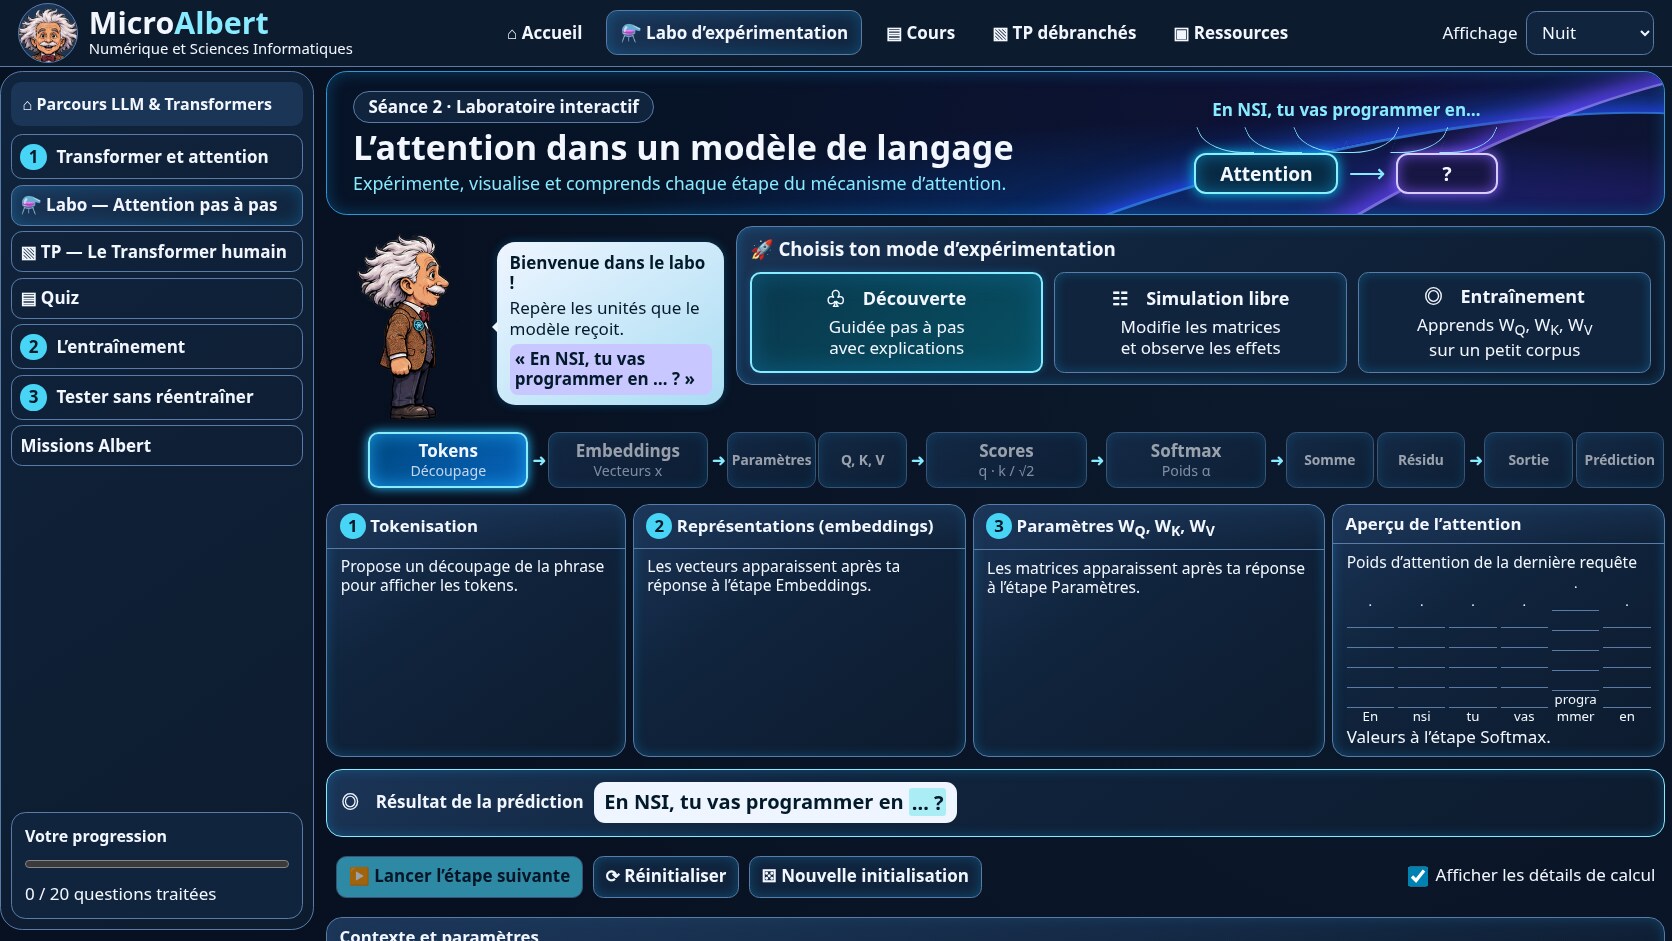 MicroAlbert
Numérique et Sciences Informatiques
⌂ Accueil
Labo d’expérimentation
Cours
TP débranchés
Ressources
Affichage
Nuit
⌂ Parcours LLM & Transformers
1 Transformer et attention
Labo — Attention pas à pas
TP — Le Transformer humain
Quiz
2 L’entraînement
3 Tester sans réentraîner
Missions Albert
Votre progression
0 / 20 questions traitées
Séance 2 · Laboratoire interactif
L’attention dans un modèle de langage
Expérimente, visualise et comprends chaque étape du mécanisme d’attention.
En NSI, tu vas programmer en…
Attention
?
Bienvenue dans le labo
!
Repère les unités que le
modèle reçoit.
« En NSI, tu vas
programmer en … ? »
🚀 Choisis ton mode d’expérimentation
Découverte
Guidée pas à pas
avec explications
Simulation libre
Modifie les matrices
et observe les effets
Entraînement
Apprends WQ, WK, WV
sur un petit corpus
Tokens
Découpage
Embeddings
Vecteurs x
Paramètres
Q, K, V
Scores
q · k / √2
Softmax
Poids α
Somme
Résidu
Sortie
Prédiction
1 Tokenisation
Propose un découpage de la phrase
pour afficher les tokens.
2 Représentations (embeddings)
Les vecteurs apparaissent après ta
réponse à l’étape Embeddings.
3 Paramètres WQ, WK, WV
Les matrices apparaissent après ta réponse
à l’étape Paramètres.
Aperçu de l’attention
Poids d’attention de la dernière requête
En nsi tu vas programmer en
Valeurs à l’étape Softmax.
Résultat de la prédiction
En NSI, tu vas programmer en … ?
Lancer l’étape suivante
Réinitialiser
Nouvelle initialisation
Afficher les détails de calcul
Contexte et paramètres